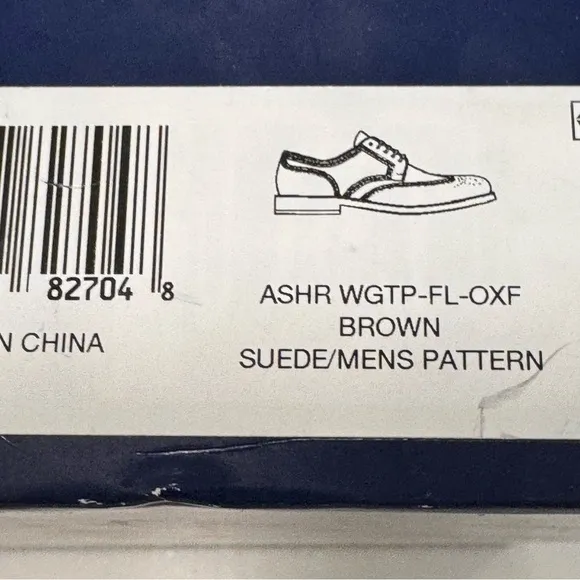 82704 8
N CHINA
ASHR WGTP-FL-OXF
BROWN
SUEDE/MENS PATTERN